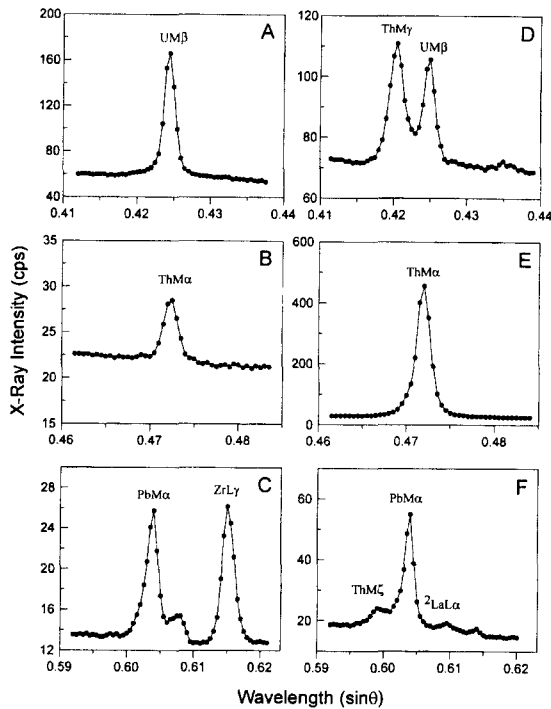 A
UMβ
200
160
120
80
40
0.41
0.42
0.43
0.44
D
ThMγ
UMβ
120
100
80
60
0.41
0.42
0.43
0.44
B
ThMα
35
30
25
20
15
0.46
0.47
0.48
E
ThMα
600
400
200
0
0.46
0.47
0.48
C
PbMα
ZrLγ
28
24
20
16
12
0.59
0.60
0.61
0.62
F
PbMα
ThMζ
2LaLα
60
40
20
0
0.59
0.60
0.61
0.62
X-Ray Intensity (cps)
Wavelength (sinθ)